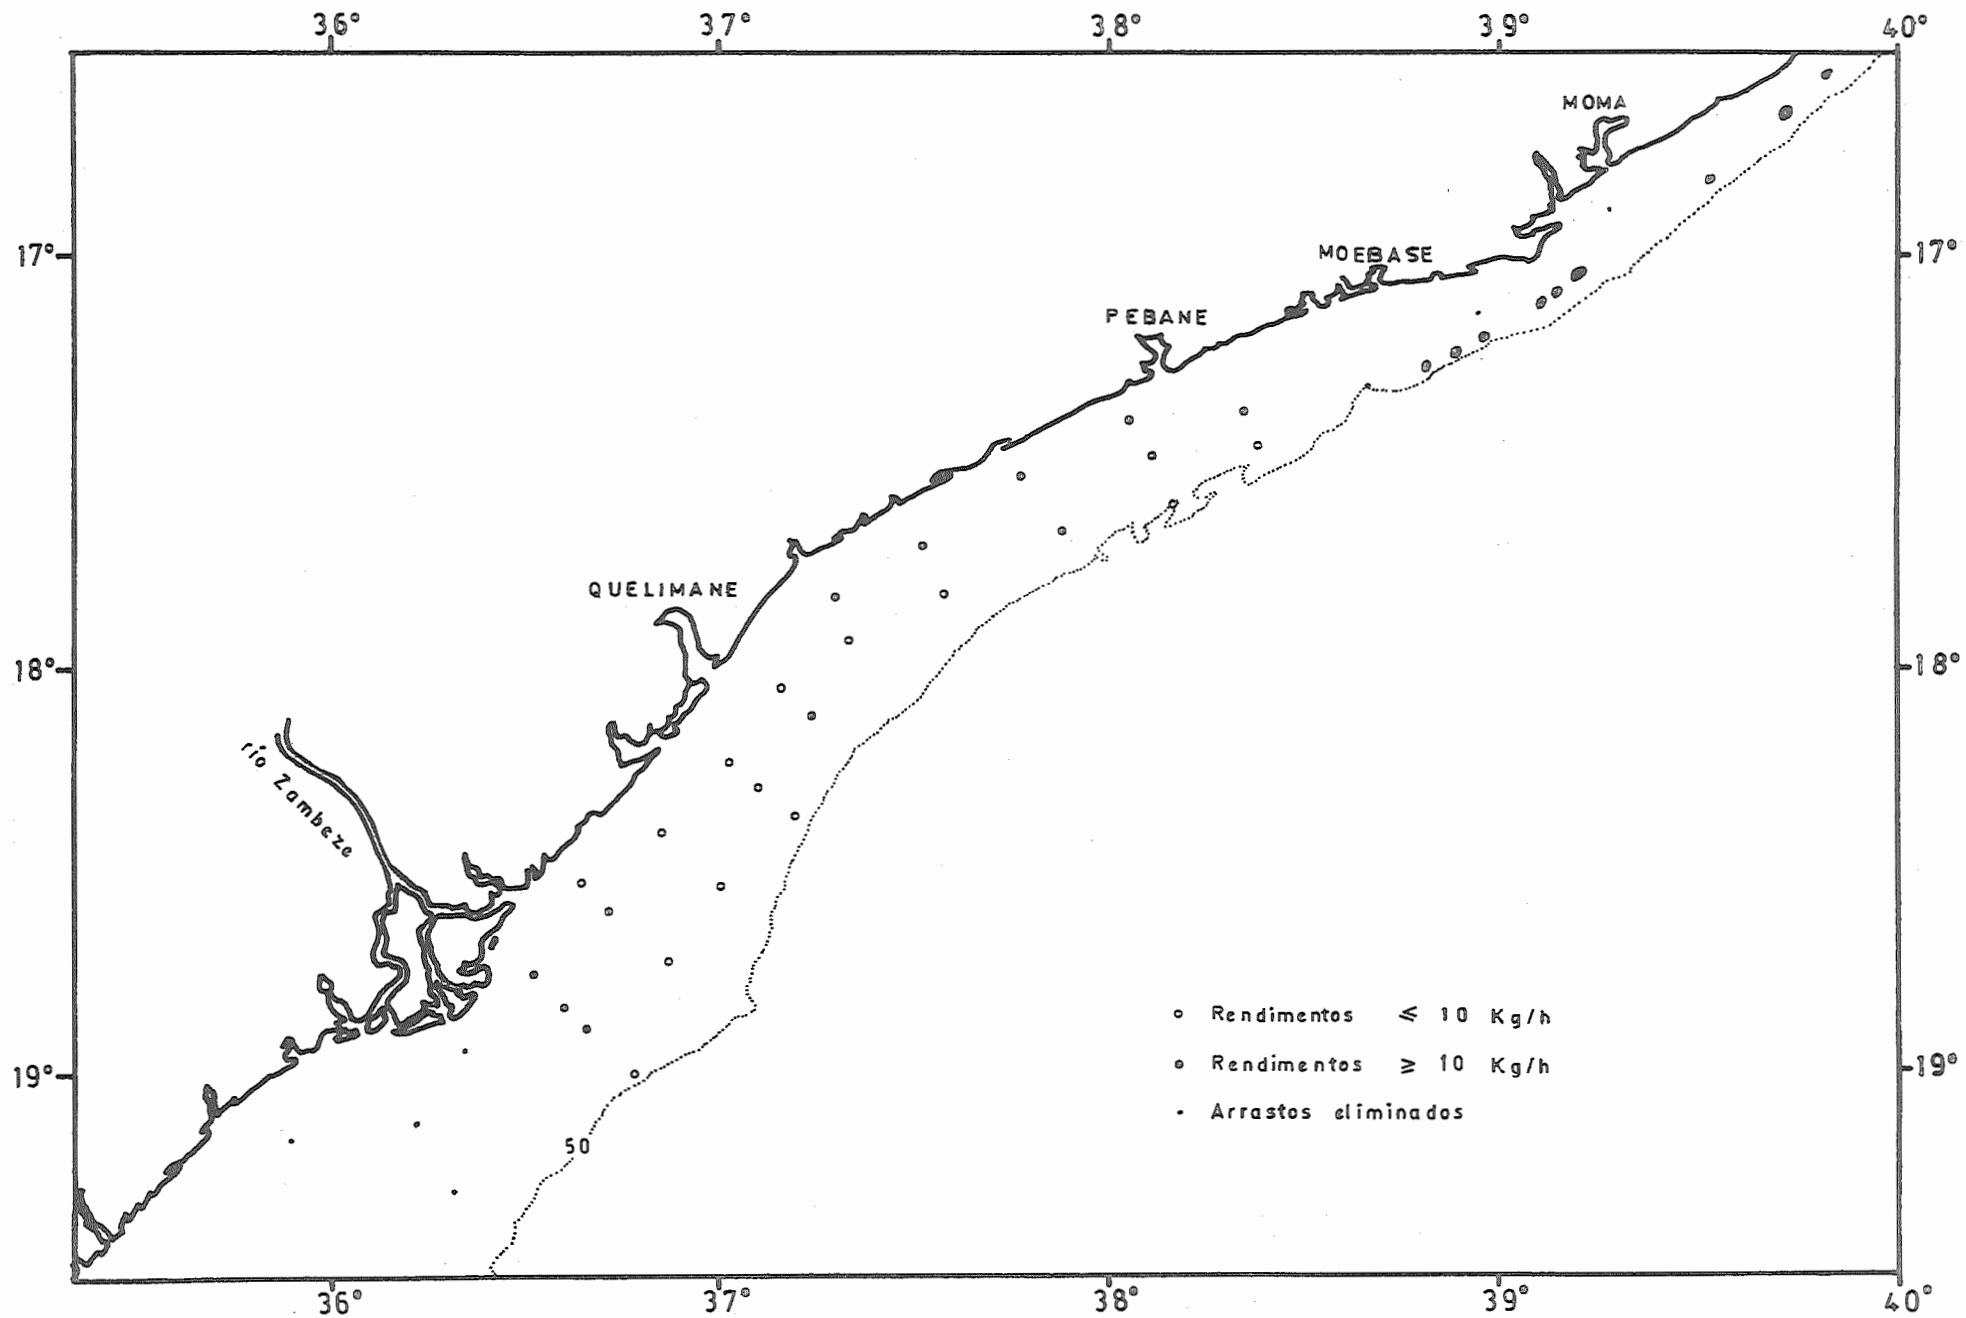 36° 37° 38° 39° 40°
MOMA
17° MOEBASE 17°
PEBANE
QUELIMANE
18° 18°
río Zambeze
o Rendimentos ≤ 10 Kg/h
Rendimentos ≥ 10 Kg/h
19° 19°
· Arrastos eliminados
50
36° 37° 38° 39° 40°